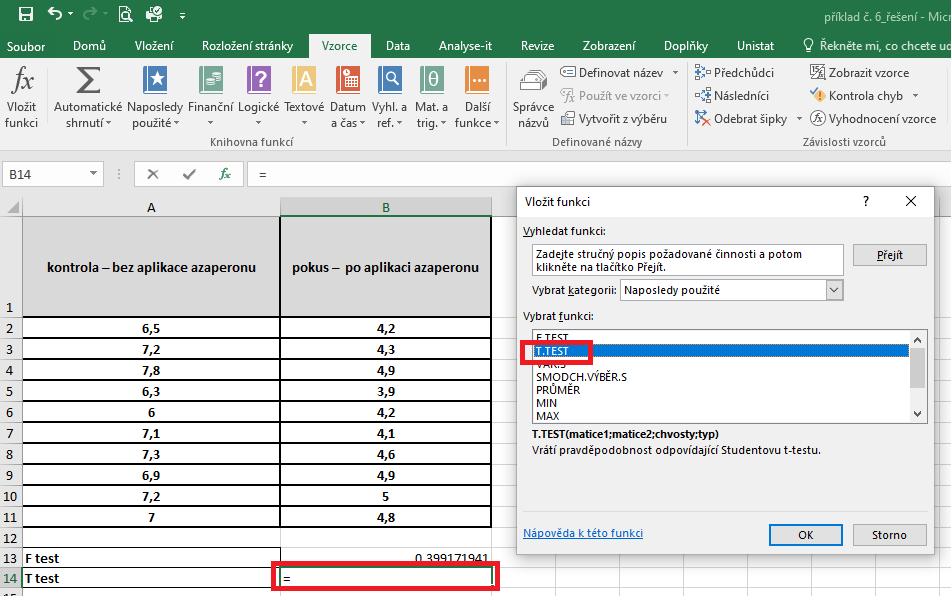 příklad č. 6_řešení - Micr
Soubor Domů Vložení Rozložení stránky Vzorce Data Analyse-it Revize Zobrazení Doplňky Unistat Řekněte mi, co chcete ud
fx Σ ? A θ
Vložit funkci
Automatické shrnutí
Naposledy použité
Finanční
Logické
Textové
Datum a čas
Vyhl. a ref.
Mat. a trig.
Další funkce
Knihovna funkcí
Správce názvů
Definovat název
Použít ve vzorci
Vytvořit z výběru
Definované názvy
Předchůdci
Následníci
Odebrat šipky
Zobrazit vzorce
Kontrola chyb
Vyhodnocení vzorce
Závislosti vzorců
B14 fx =
A B
1 kontrola – bez aplikace azaperonu pokus – po aplikaci azaperonu
2 6,5 4,2
3 7,2 4,3
4 7,8 4,9
5 6,3 3,9
6 6 4,2
7 7,1 4,1
8 7,3 4,6
9 6,9 4,9
10 7,2 5
11 7 4,8
12
13 F test 0,399171941
14 T test =
Vložit funkci ?
Vyhledat funkci:
Zadejte stručný popis požadované činnosti a potom
klikněte na tlačítko Přejít.
Přejít
Vybrat kategorii: Naposledy použité
Vybrat funkci:
F.TEST
T.TEST
VAR.S
SMODCH.VÝBĚR.S
PRŮMĚR
MIN
MAX
T.TEST(matice1;matice2;chvosty;typ)
Vrátí pravděpodobnost odpovídající Studentovu t-testu.
Nápověda k této funkci
OK Storno